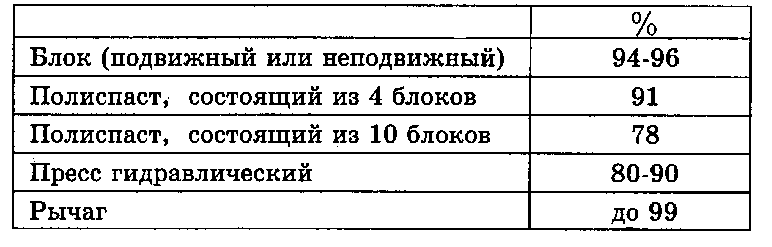 %
Блок (подвижный или неподвижный) 94-96
Полиспаст, состоящий из 4 блоков 91
Полиспаст, состоящий из 10 блоков 78
Пресс гидравлический 80-90
Рычаг до 99